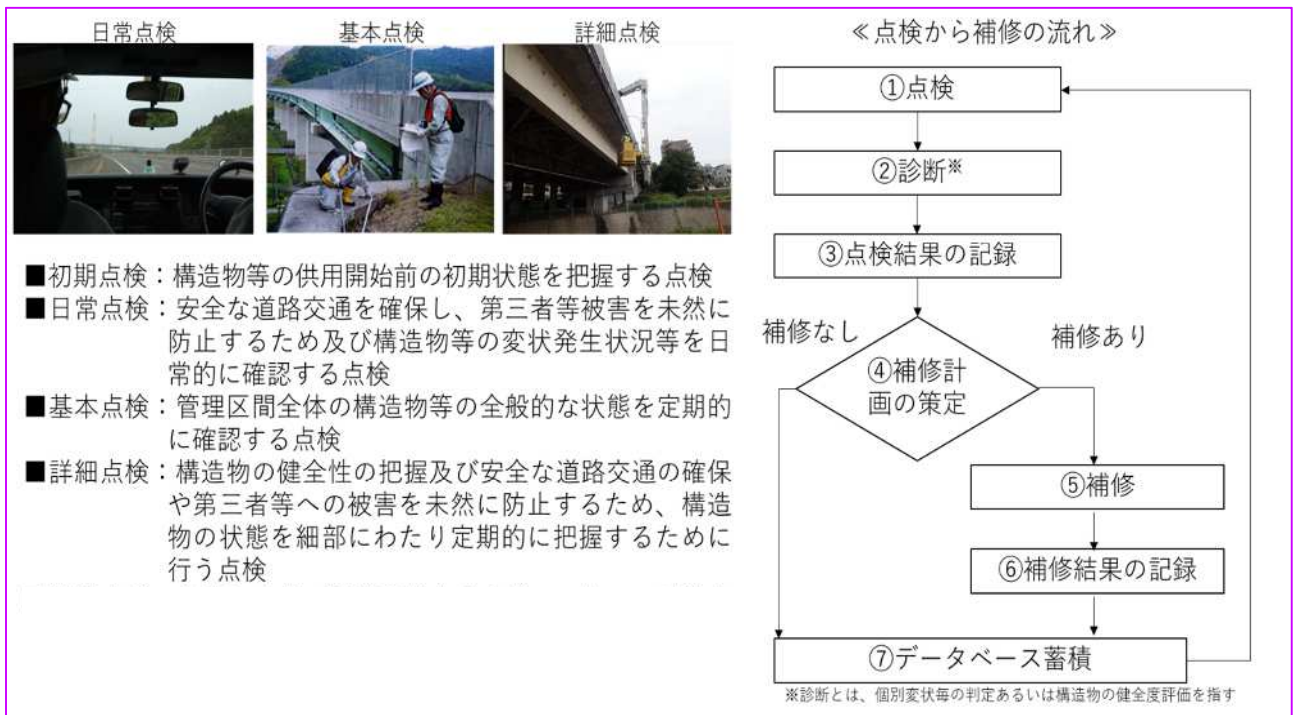 日常点検
基本点検
詳細点検
■初期点検：構造物等の供用開始前の初期状態を把握する点検
■日常点検：安全な道路交通を確保し、第三者等被害を未然に
防止するため及び構造物等の変状発生状況等を日
常的に確認する点検
■基本点検：管理区間全体の構造物等の全般的な状態を定期的
に確認する点検
■詳細点検：構造物の健全性の把握及び安全な道路交通の確保
や第三者等への被害を未然に防止するため、構造
物の状態を細部にわたり定期的に把握するために
行う点検
≪点検から補修の流れ≫
①点検
②診断※
③点検結果の記録
補修なし
補修あり
④補修計
画の策定
⑤補修
⑥補修結果の記録
⑦データベース蓄積
※診断とは、個別変状毎の判定あるいは構造物の健全度評価を指す